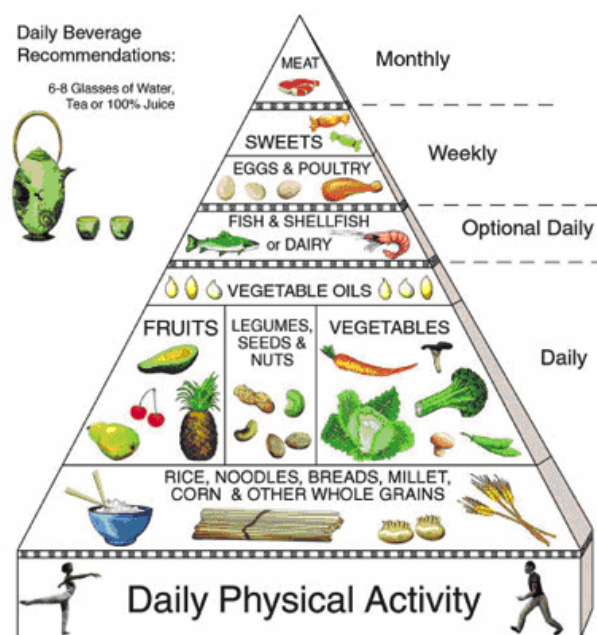 Daily Beverage
Recommendations:
6-8 Glasses of Water,
Tea or 100% Juice
MEAT
Monthly
SWEETS
Weekly
EGGS & POULTRY
FISH & SHELLFISH
or DAIRY
Optional Daily
VEGETABLE OILS
FRUITS
LEGUMES,
SEEDS &
NUTS
VEGETABLES
Daily
RICE, NOODLES, BREADS, MILLET,
CORN & OTHER WHOLE GRAINS
Daily Physical Activity